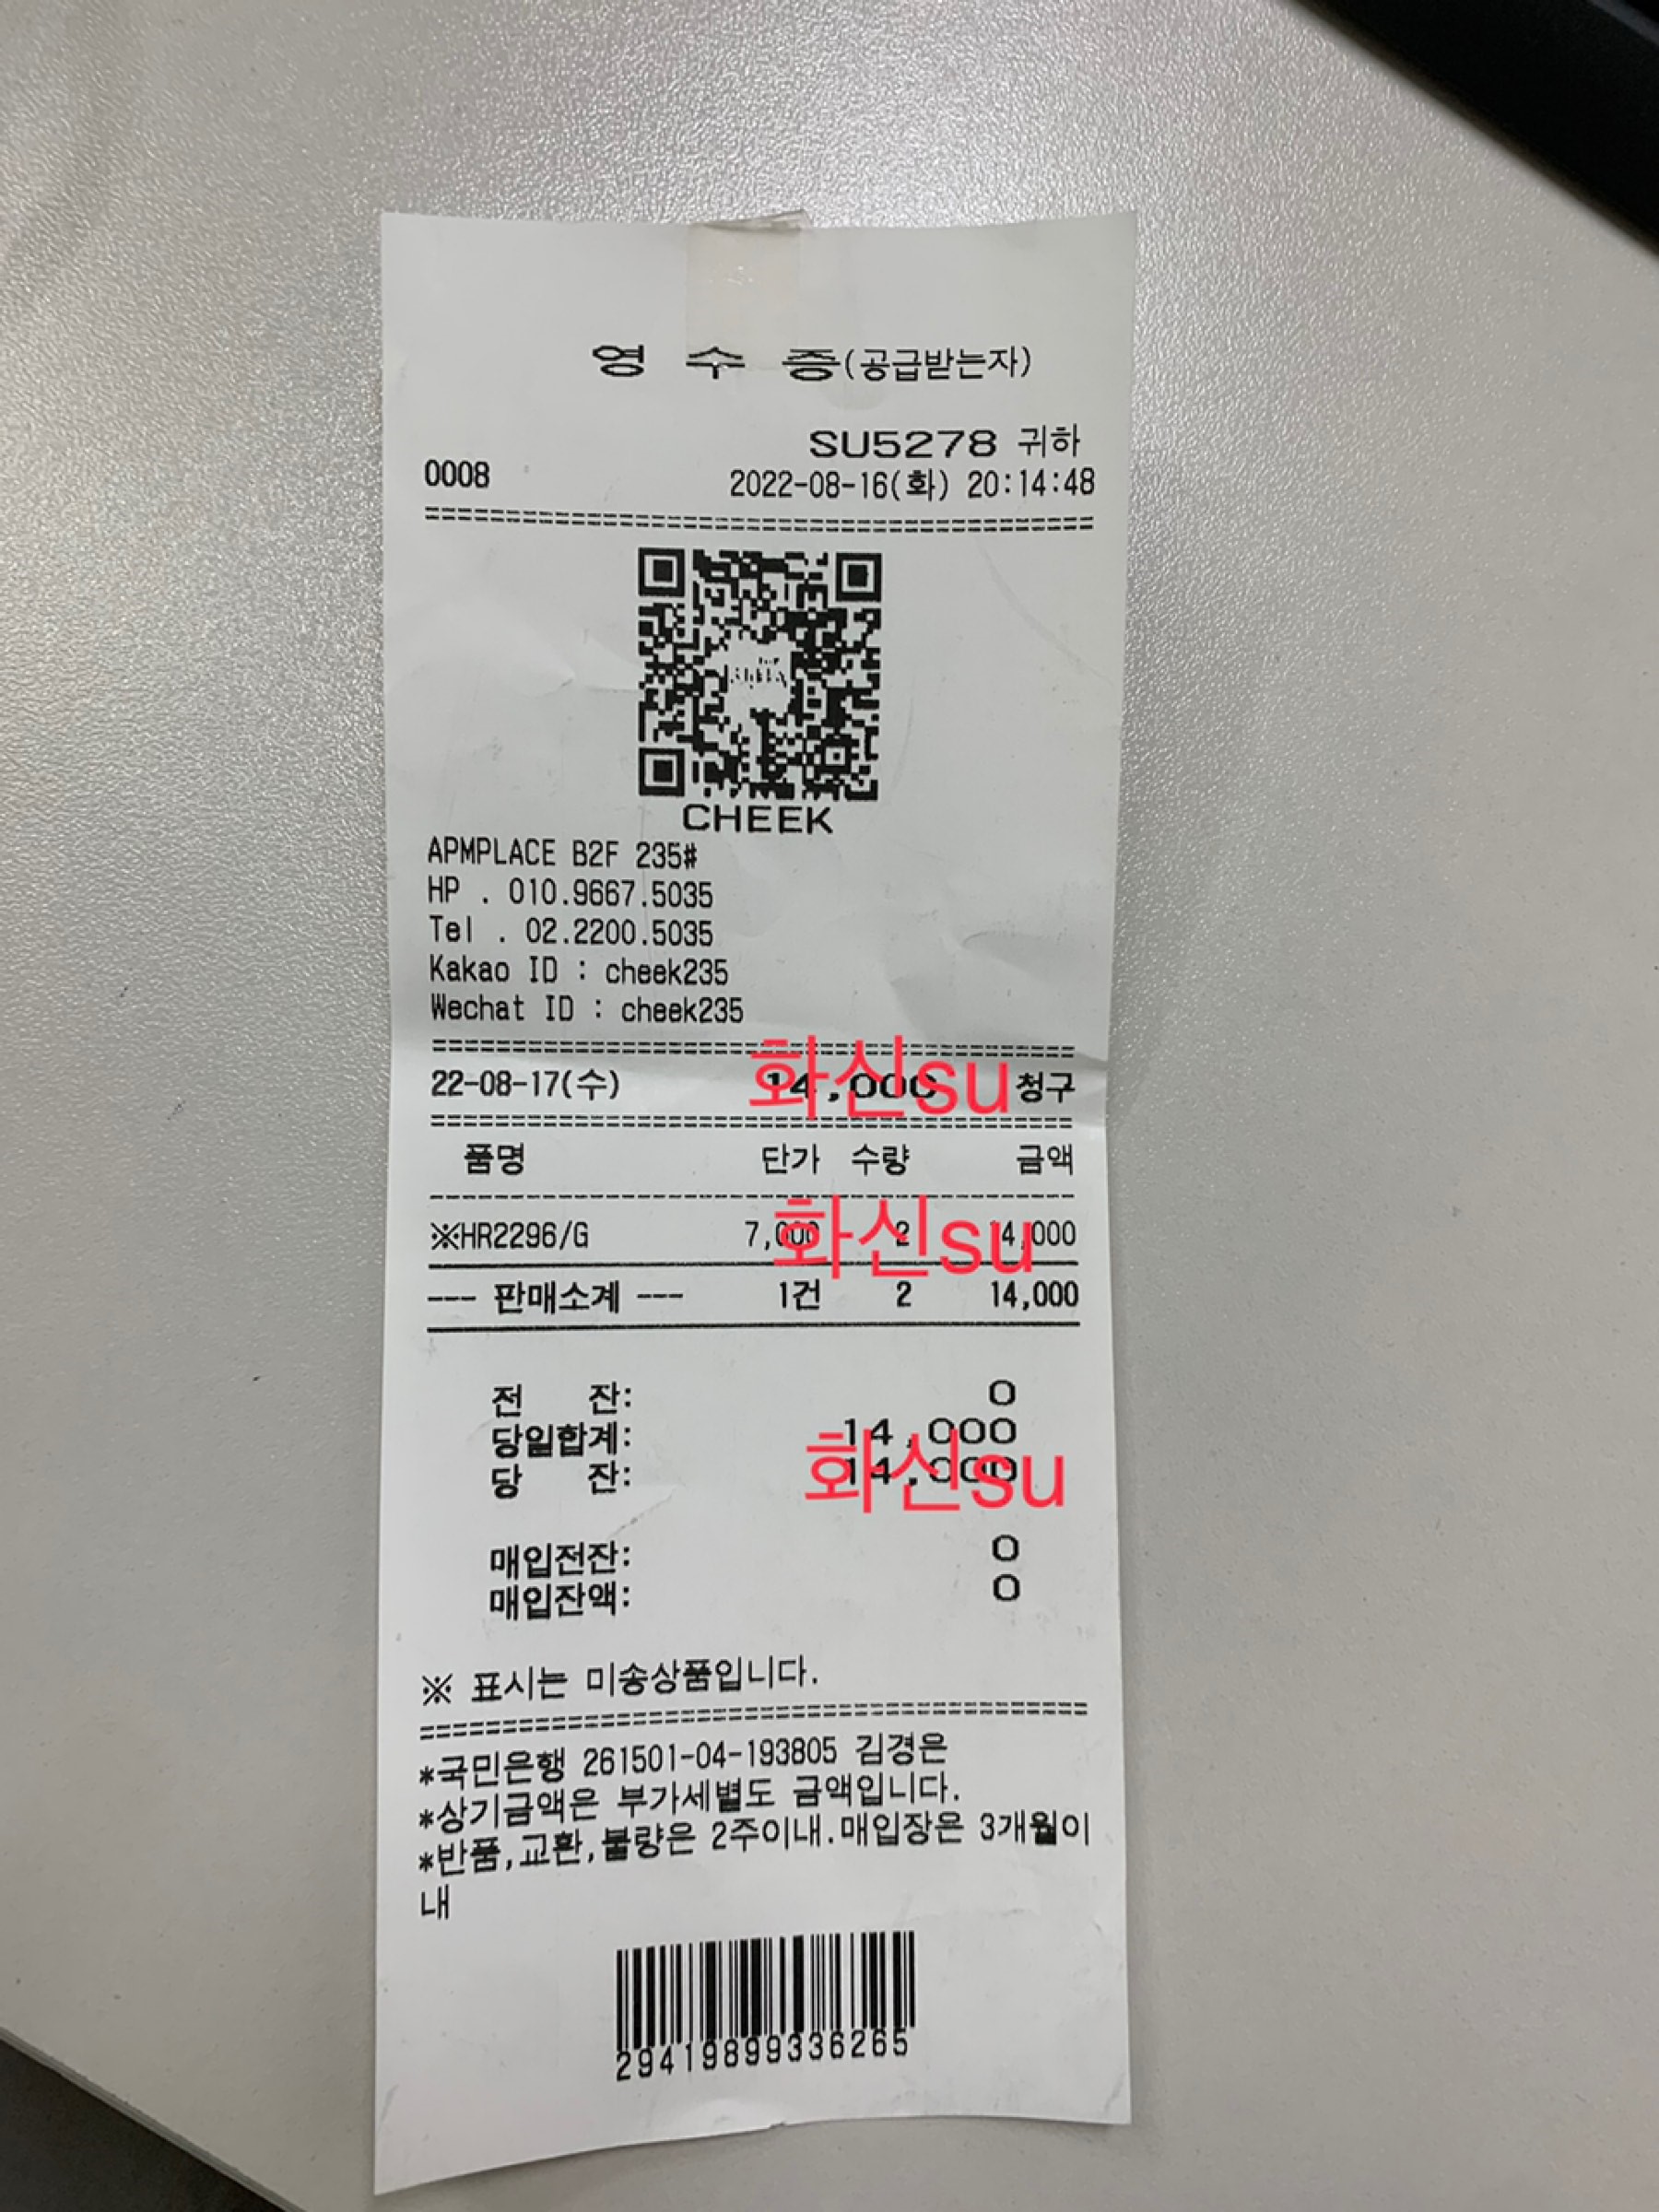 영 수 증(공급받는자)
SU5278 귀하
0008 2022-08-16(화) 20:14:48
CHEEK
APMPLACE B2F 235#
HP . 010.9667.5035
Tel . 02.2200.5035
Kakao ID : cheek235
Wechat ID : cheek235
22-08-17(수) 14,000 청구
화신su
품명 단가 수량 금액
※HR2296/G 7,000 2 14,000
화신su
--- 판매소계 --- 1건 2 14,000
전 잔: 0
당일합계: 14,000
당 잔: 14,000
화신su
매입전잔: 0
매입잔액: 0
※ 표시는 미송상품입니다.
*국민은행 261501-04-193805 김경은
*상기금액은 부가세별도 금액입니다.
*반품,교환,불량은 2주이내.매입장은 3개월이
내
29419899336265